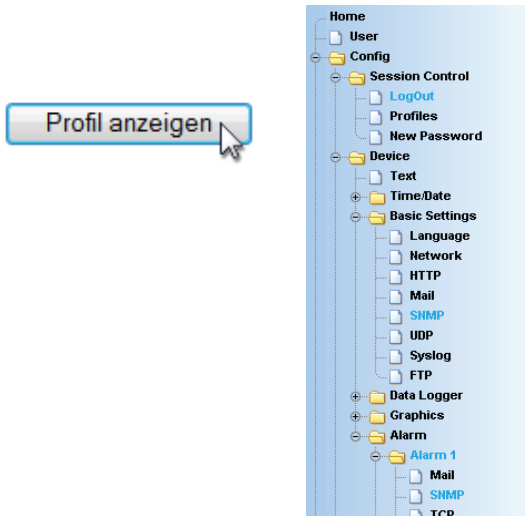 Profil anzeigen
Home
User
Config
Session Control
LogOut
Profiles
New Password
Device
Text
Time/Date
Basic Settings
Language
Network
HTTP
Mail
SNMP
UDP
Syslog
FTP
Data Logger
Graphics
Alarm
Alarm 1
Mail
SNMP
TCP